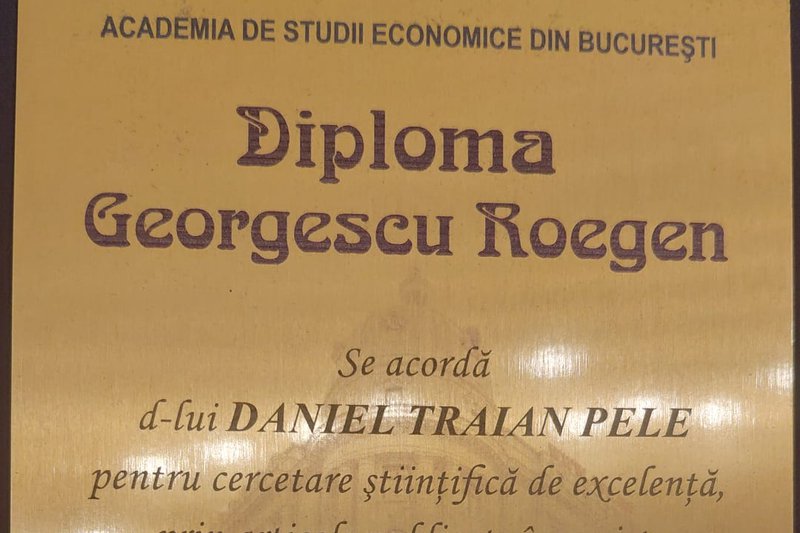 ACADEMIA DE STUDII ECONOMICE DIN BUCUREŞTI
Diploma
Georgescu Roegen
Se acordă
d-lui DANIEL TRAIAN PELE
pentru cercetare ştiinţifică de excelenţă,